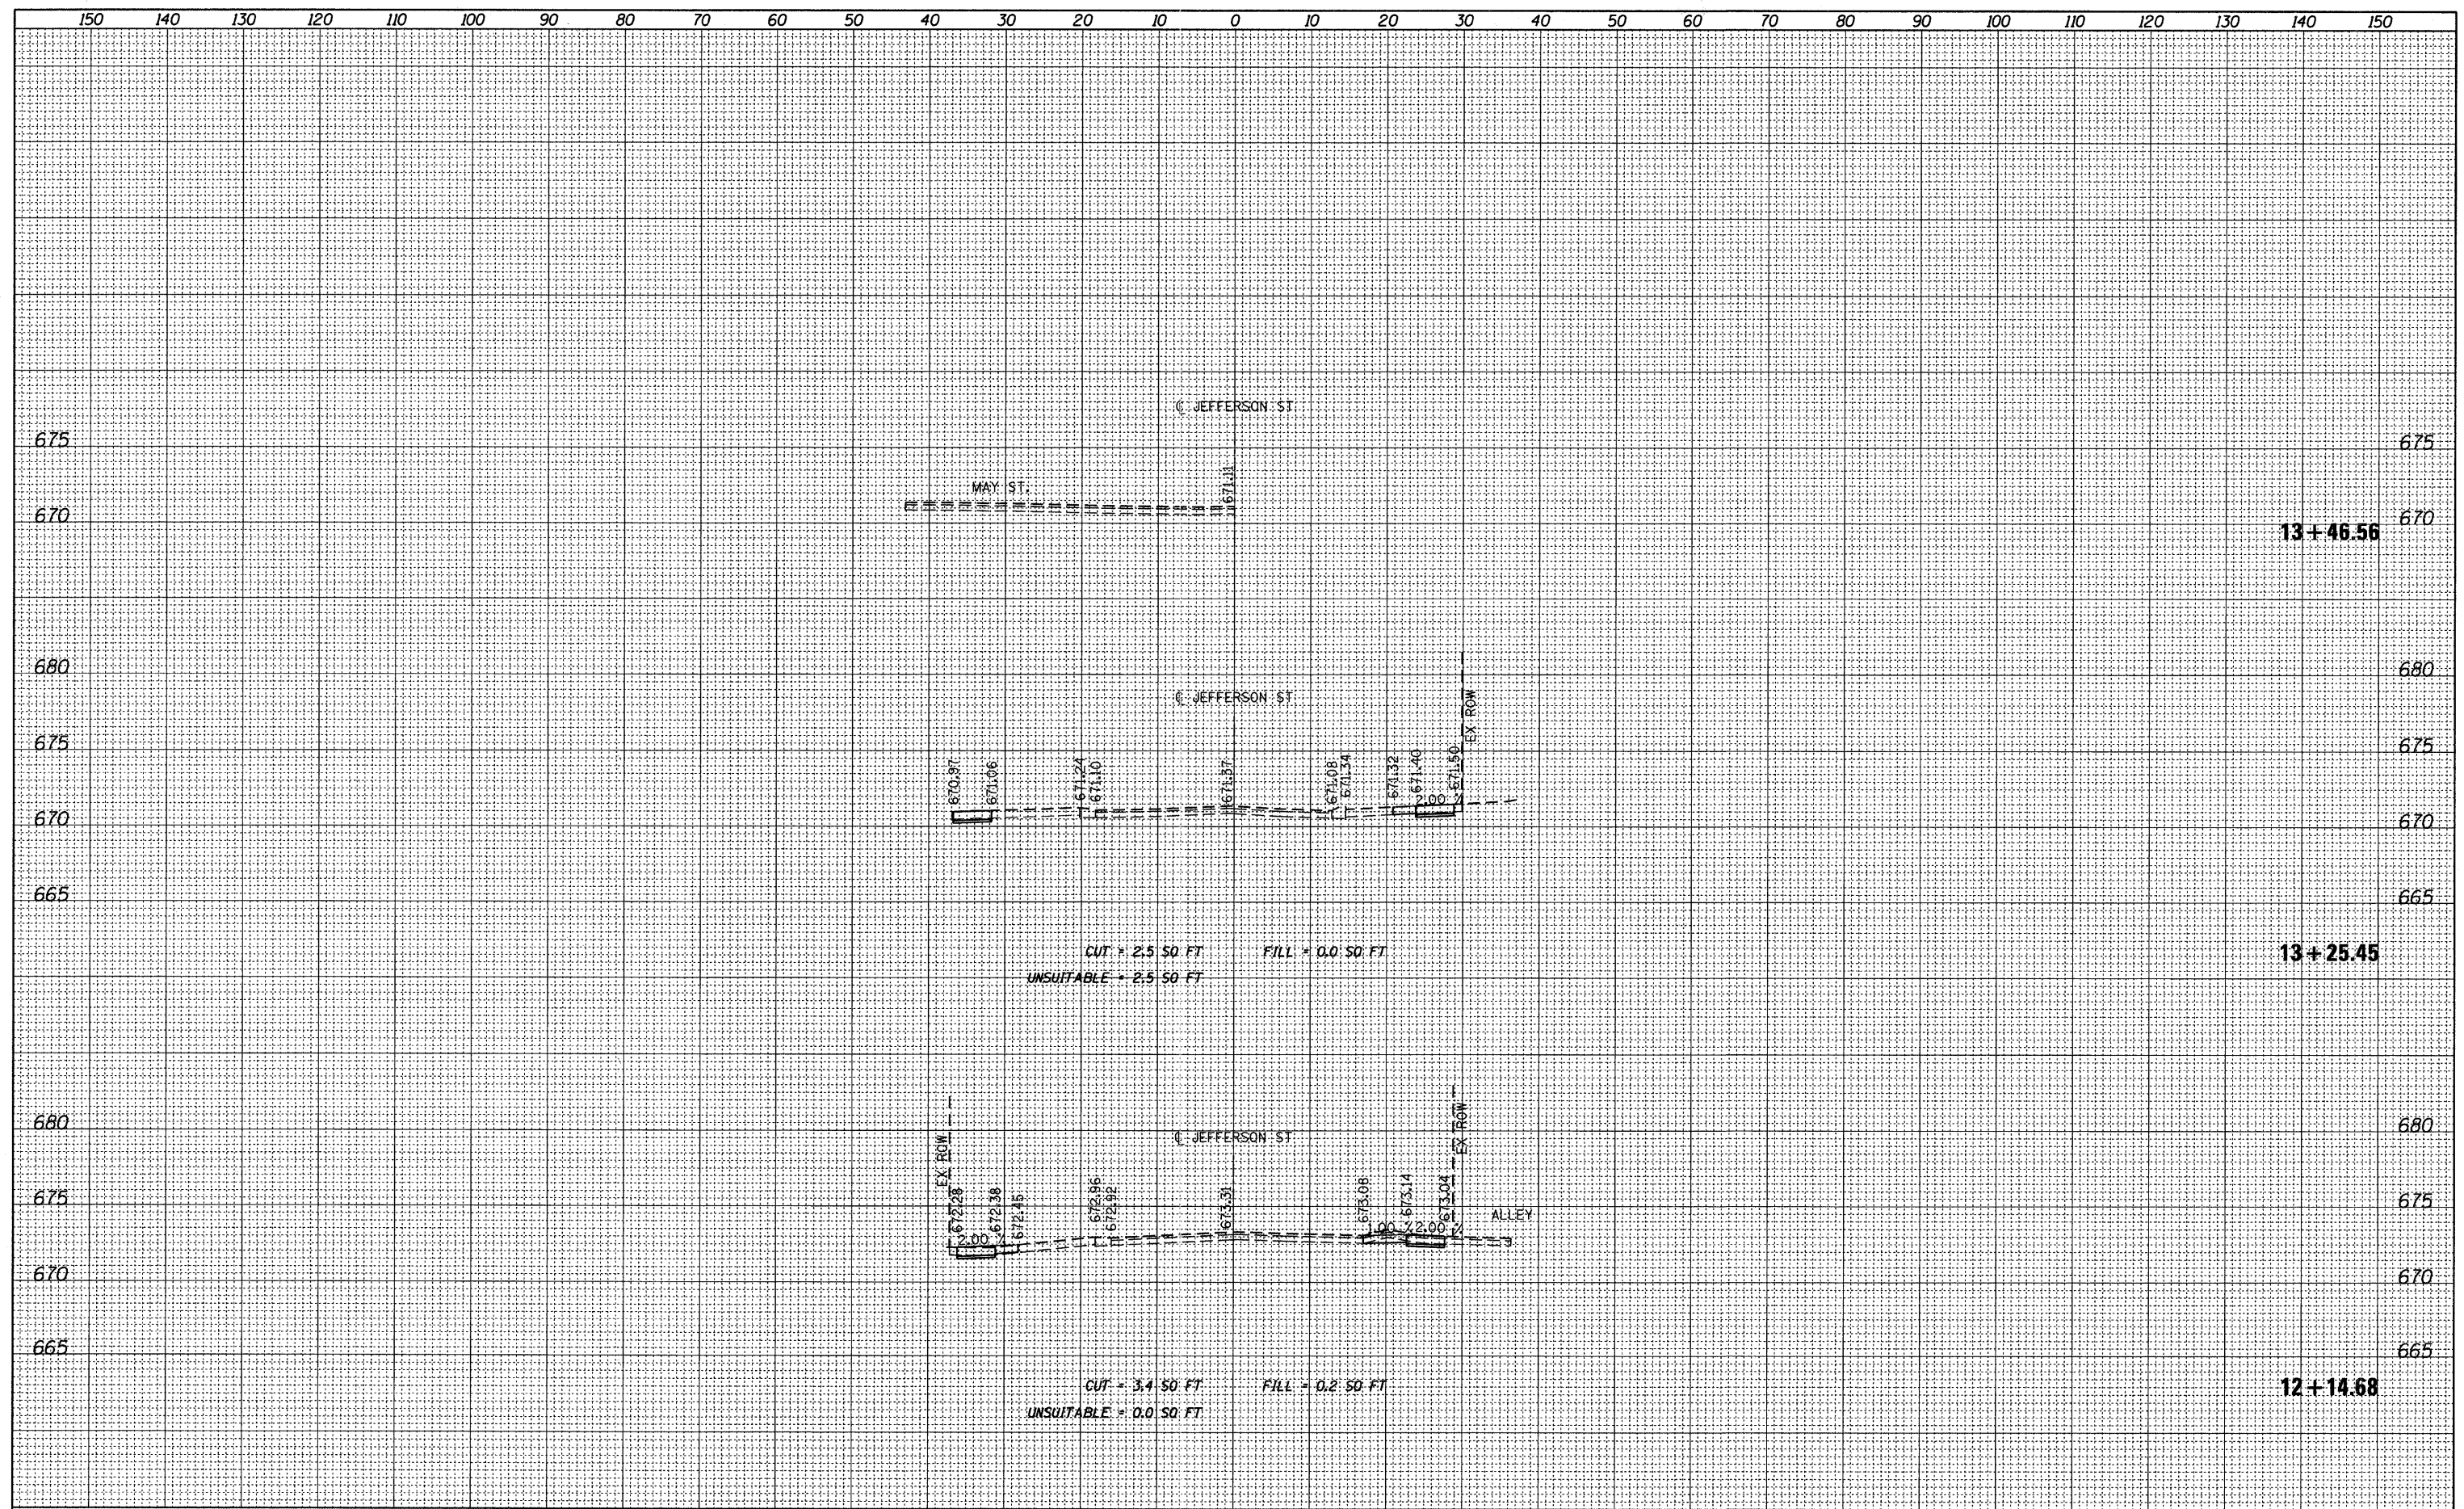 150 140 130 120 110 100 90 80 70 60 50 40 30 20 10 0 10 20 30 40 50 60 70 80 90 100 110 120 130 140 150
℄ JEFFERSON ST
675 675
671.11
MAY ST.
670 670
13+46.56
680 680
℄ JEFFERSON ST
EX ROW
675 675
670.97 671.06 671.24 671.10 671.37 671.08 671.34 671.32 671.40 671.50
2.00 %
670 670
665 665
CUT = 2.5 SQ FT FILL = 0.0 SQ FT
13+25.45
UNSUITABLE = 2.5 SQ FT
680 680
℄ JEFFERSON ST
EX ROW EX ROW
675 675
672.28 672.38 672.45 672.96 672.92 673.31 673.08 673.14 673.04
ALLEY
2.00 % .00 % 2.00 %
670 670
665 665
CUT = 3.4 SQ FT FILL = 0.2 SQ FT
12+14.68
UNSUITABLE = 0.0 SQ FT